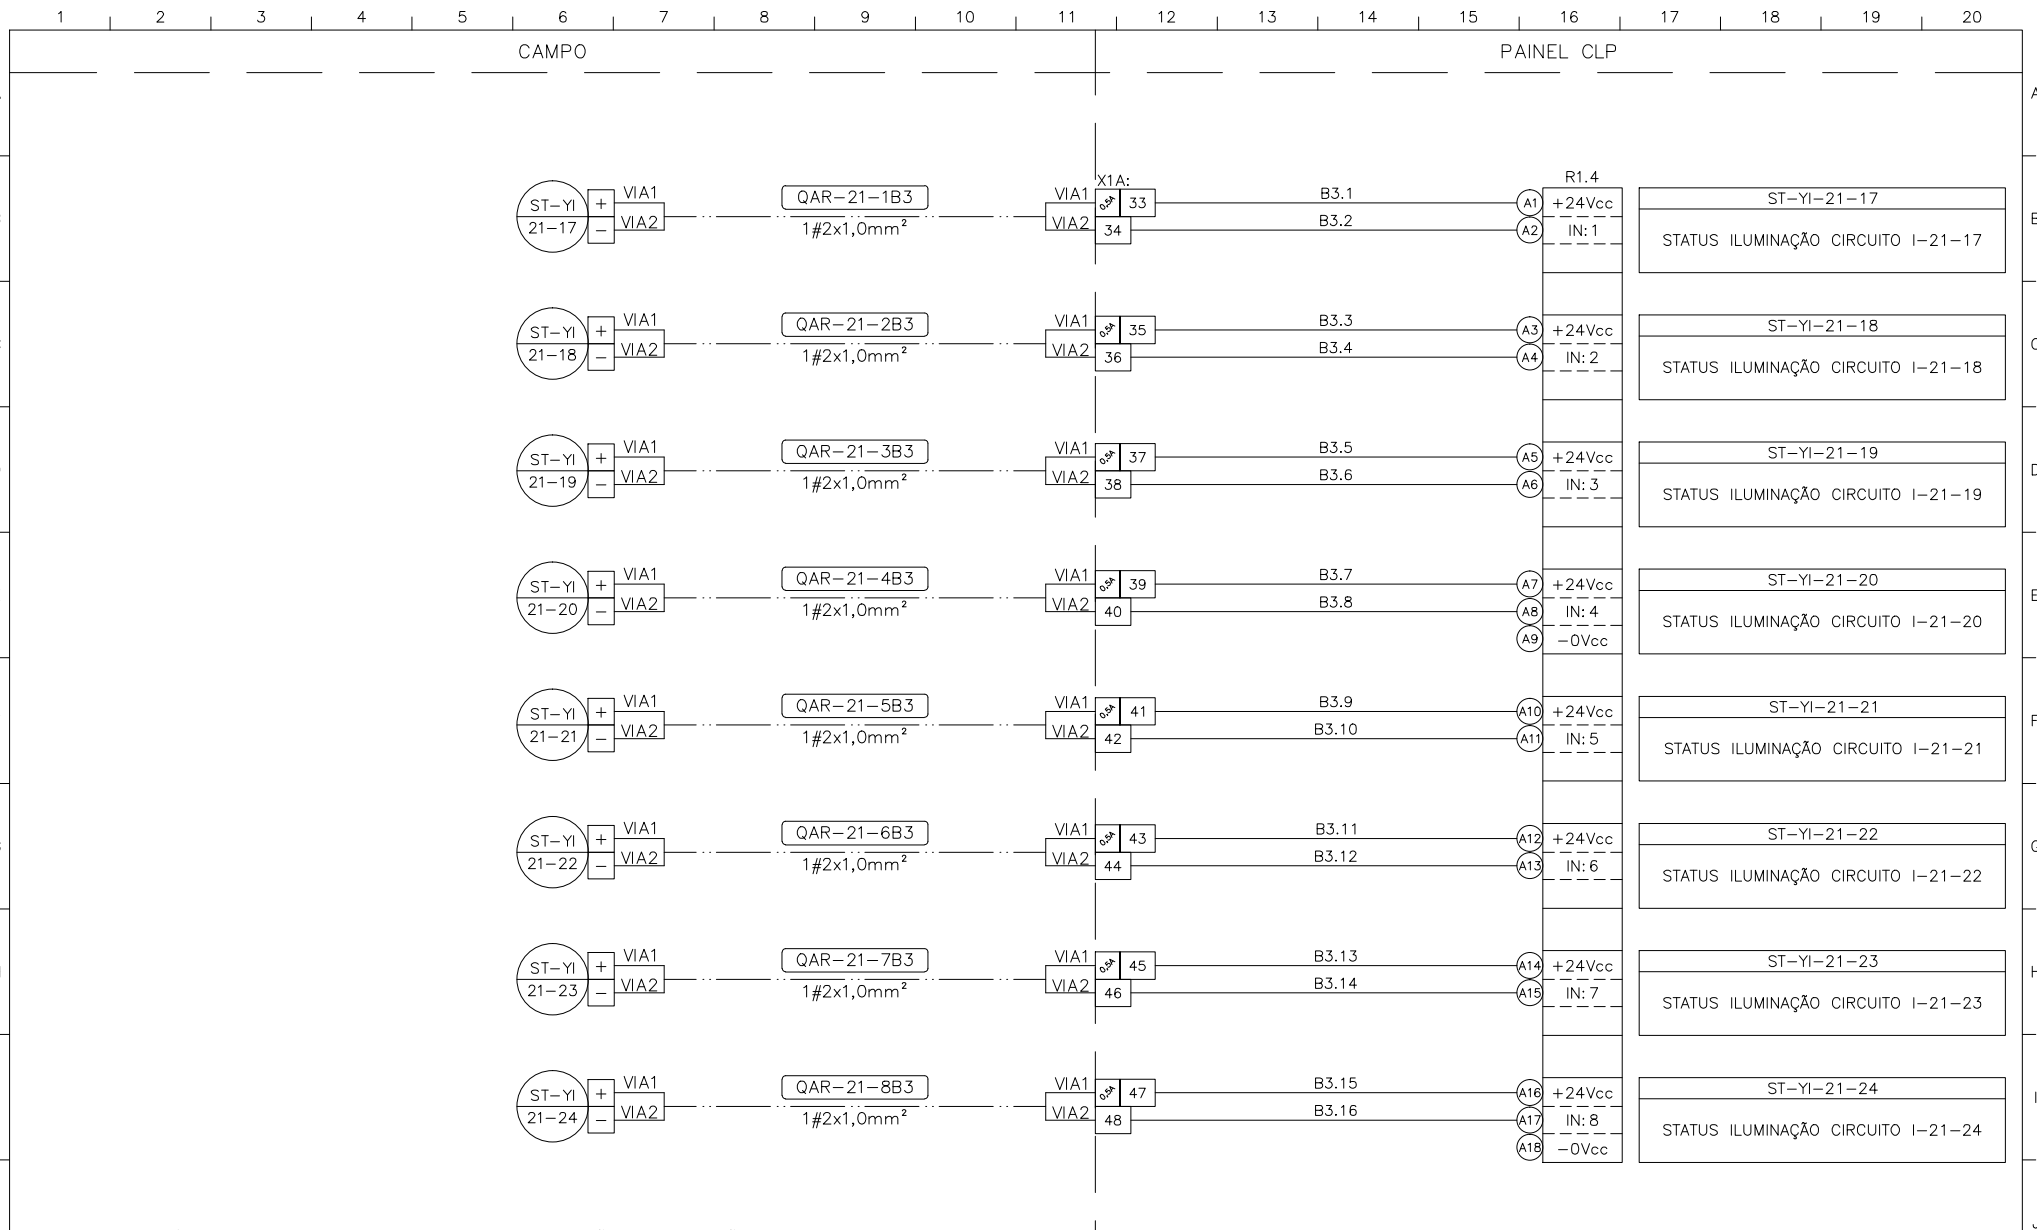 1 2 3 4 5 6 7 8 9 10 11 12 13 14 15 16 17 18 19 20
CAMPO PAINEL CLP
A
X1A: R1.4
ST-YI 21-17 + - VIA1 VIA2 QAR-21-1B3 1#2x1,0mm² VIA1 VIA2 0,5A 33 34 B3.1 B3.2 A1 A2 +24Vcc IN:1 ST-YI-21-17
STATUS ILUMINAÇÃO CIRCUITO I-21-17
B
ST-YI 21-18 + - VIA1 VIA2 QAR-21-2B3 1#2x1,0mm² VIA1 VIA2 0,5A 35 36 B3.3 B3.4 A3 A4 +24Vcc IN:2 ST-YI-21-18
STATUS ILUMINAÇÃO CIRCUITO I-21-18
C
ST-YI 21-19 + - VIA1 VIA2 QAR-21-3B3 1#2x1,0mm² VIA1 VIA2 0,5A 37 38 B3.5 B3.6 A5 A6 +24Vcc IN:3 ST-YI-21-19
STATUS ILUMINAÇÃO CIRCUITO I-21-19
D
ST-YI 21-20 + - VIA1 VIA2 QAR-21-4B3 1#2x1,0mm² VIA1 VIA2 0,5A 39 40 B3.7 B3.8 A7 A8 A9 +24Vcc IN:4 -0Vcc ST-YI-21-20
STATUS ILUMINAÇÃO CIRCUITO I-21-20
E
ST-YI 21-21 + - VIA1 VIA2 QAR-21-5B3 1#2x1,0mm² VIA1 VIA2 0,5A 41 42 B3.9 B3.10 A10 A11 +24Vcc IN:5 ST-YI-21-21
STATUS ILUMINAÇÃO CIRCUITO I-21-21
F
ST-YI 21-22 + - VIA1 VIA2 QAR-21-6B3 1#2x1,0mm² VIA1 VIA2 0,5A 43 44 B3.11 B3.12 A12 A13 +24Vcc IN:6 ST-YI-21-22
STATUS ILUMINAÇÃO CIRCUITO I-21-22
G
ST-YI 21-23 + - VIA1 VIA2 QAR-21-7B3 1#2x1,0mm² VIA1 VIA2 0,5A 45 46 B3.13 B3.14 A14 A15 +24Vcc IN:7 ST-YI-21-23
STATUS ILUMINAÇÃO CIRCUITO I-21-23
H
ST-YI 21-24 + - VIA1 VIA2 QAR-21-8B3 1#2x1,0mm² VIA1 VIA2 0,5A 47 48 B3.15 B3.16 A16 A17 A18 +24Vcc IN:8 -0Vcc ST-YI-21-24
STATUS ILUMINAÇÃO CIRCUITO I-21-24
I